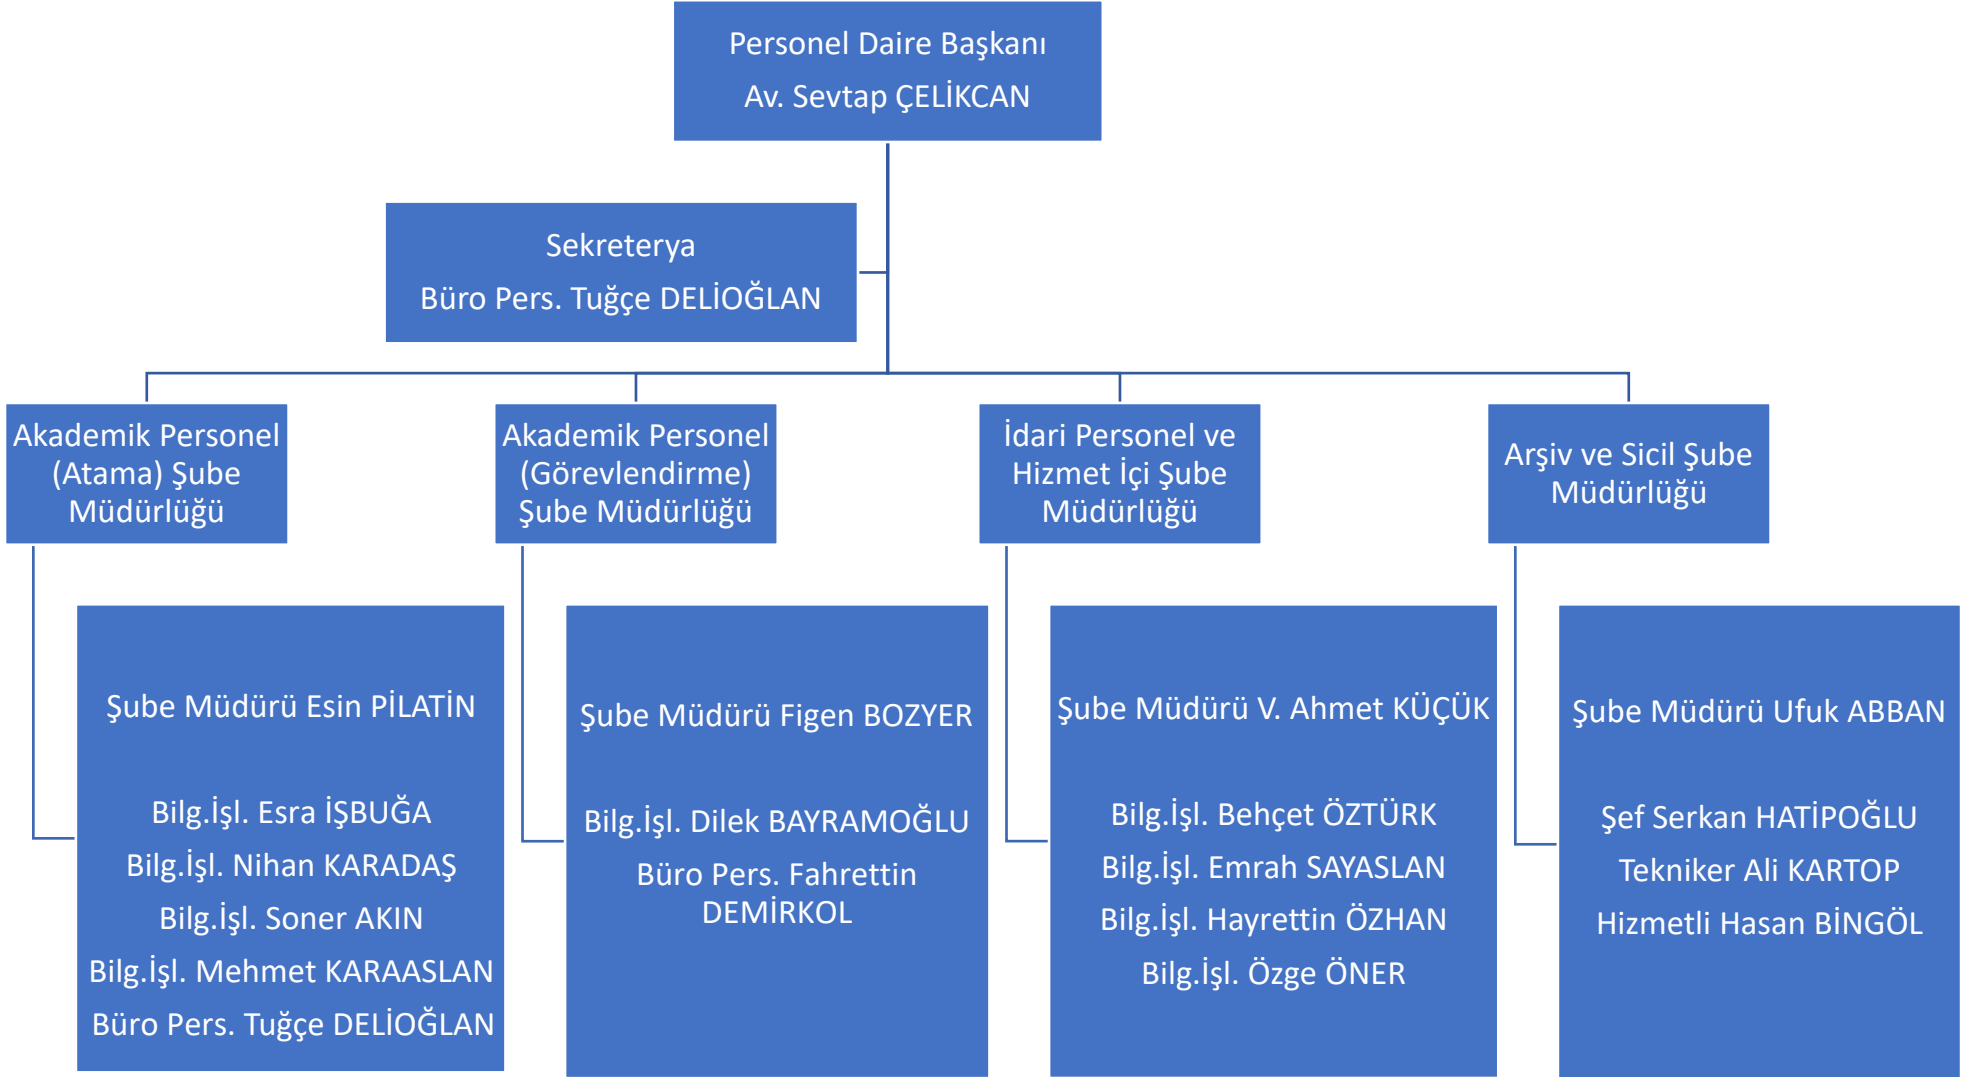 Personel Daire Başkanı
Av. Sevtap ÇELİKCAN
Sekreterya
Büro Pers. Tuğçe DELİOĞLAN
Akademik Personel
(Atama) Şube
Müdürlüğü
Akademik Personel
(Görevlendirme)
Şube Müdürlüğü
İdari Personel ve
Hizmet İçi Şube
Müdürlüğü
Arşiv ve Sicil Şube
Müdürlüğü
Şube Müdürü Esin PİLATİN
Bilg.İşl. Esra İŞBUĞA
Bilg.İşl. Nihan KARADAŞ
Bilg.İşl. Soner AKIN
Bilg.İşl. Mehmet KARAASLAN
Büro Pers. Tuğçe DELİOĞLAN
Şube Müdürü Figen BOZYER
Bilg.İşl. Dilek BAYRAMOĞLU
Büro Pers. Fahrettin
DEMİRKOL
Şube Müdürü V. Ahmet KÜÇÜK
Bilg.İşl. Behçet ÖZTÜRK
Bilg.İşl. Emrah SAYASLAN
Bilg.İşl. Hayrettin ÖZHAN
Bilg.İşl. Özge ÖNER
Şube Müdürü Ufuk ABBAN
Şef Serkan HATİPOĞLU
Tekniker Ali KARTOP
Hizmetli Hasan BİNGÖL